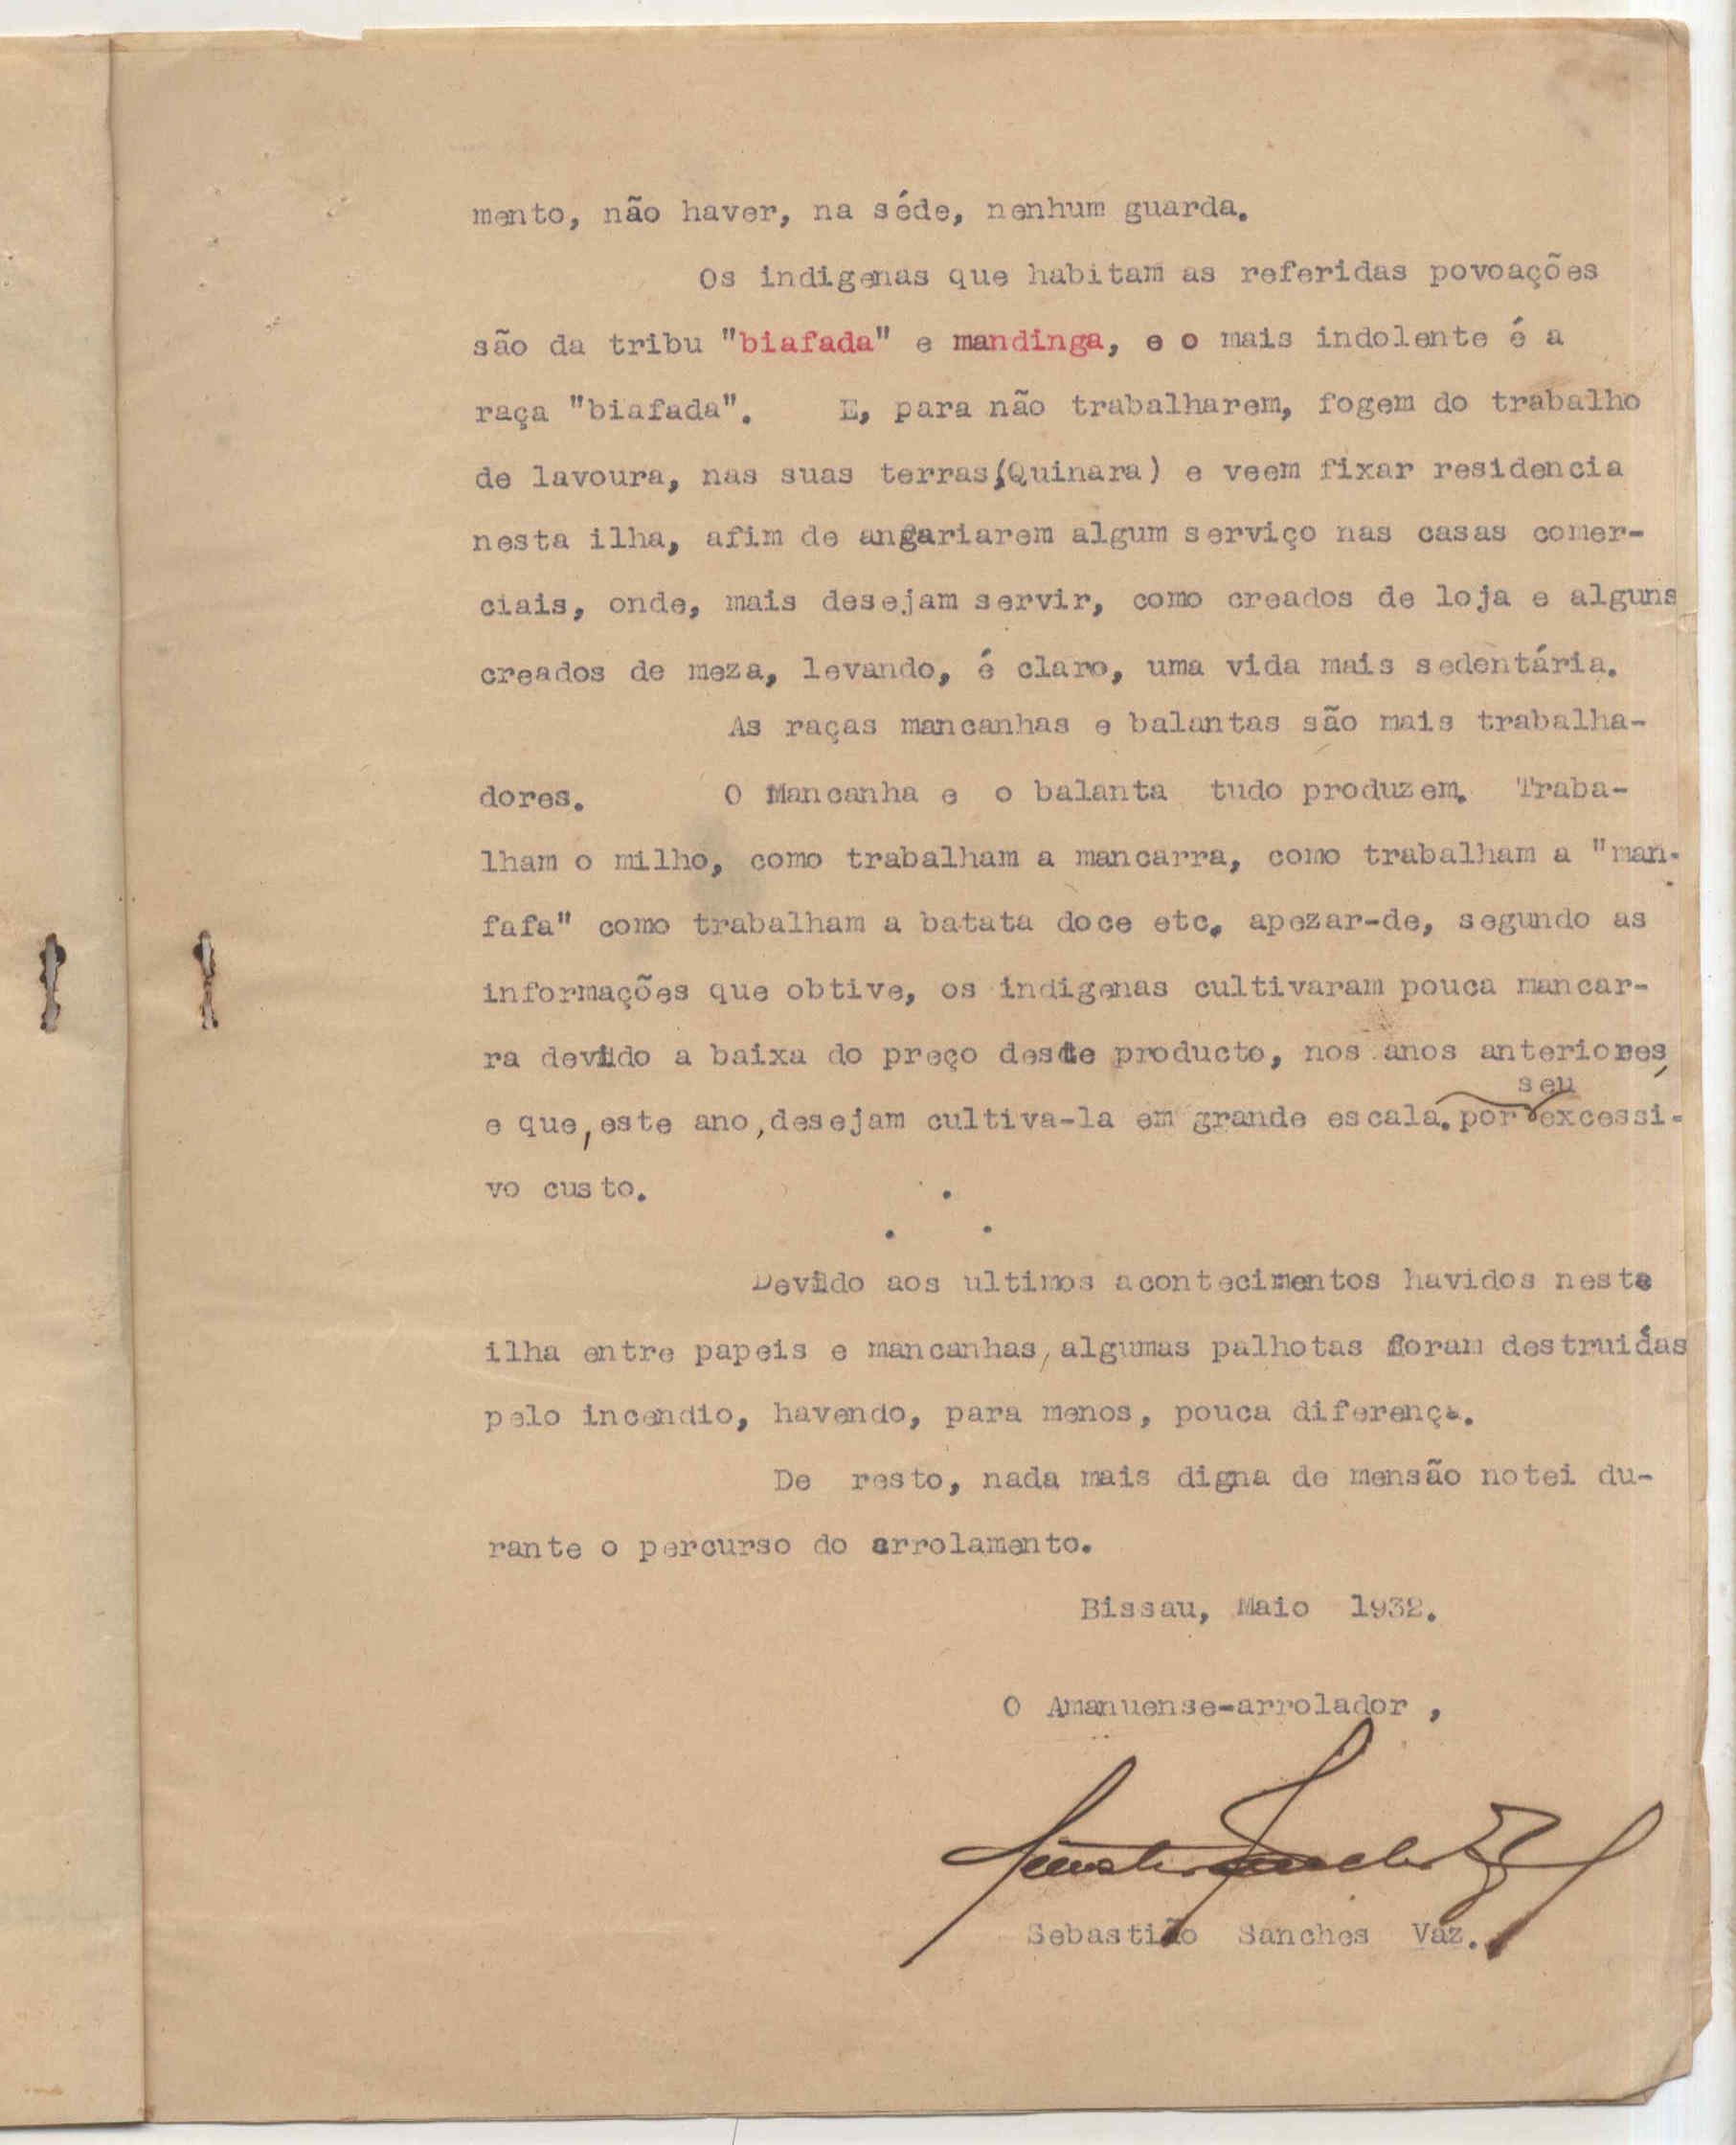 mento, não haver, na séde, nenhum guarda.
Os indigenas que habitam as referidas povoações
são da tribu "biafada" e mandinga, e o mais indolente é a
raça "biafada". E, para não trabalharem, fogem do trabalho
de lavoura, nas suas terras(Quinara) e veem fixar residencia
nesta ilha, afim de angariarem algum serviço nas casas comer-
ciais, onde, mais desejam servir, como creados de loja e alguns
creados de meza, levando, é claro, uma vida mais sedentária.
As raças mancanhas e balantas são mais trabalha-
dores. O Mancanha e o balanta tudo produzem. Traba-
lham o milho, como trabalham a mancarra, como trabalham a "man-
fafa" como trabalham a batata doce etc. apezar-de, segundo as
informações que obtive, os indigenas cultivaram pouca mancar-
ra devido a baixa do preço deste producto, nos anos anteriores,
seu
e que, este ano, desejam cultiva-la em grande escala. por excessi-
vo custo.
Devido aos ultimos acontecimentos havidos nesta
ilha entre papeis e mancanhas, algumas palhotas foram destruídas
pelo incendio, havendo, para menos, pouca diferença.
De resto, nada mais digna de mensão notei du-
rante o percurso do arrolamento.
Bissau, Maio 1932.
O Amanuense-arrolador ,
Sebastião Sanches Vaz.